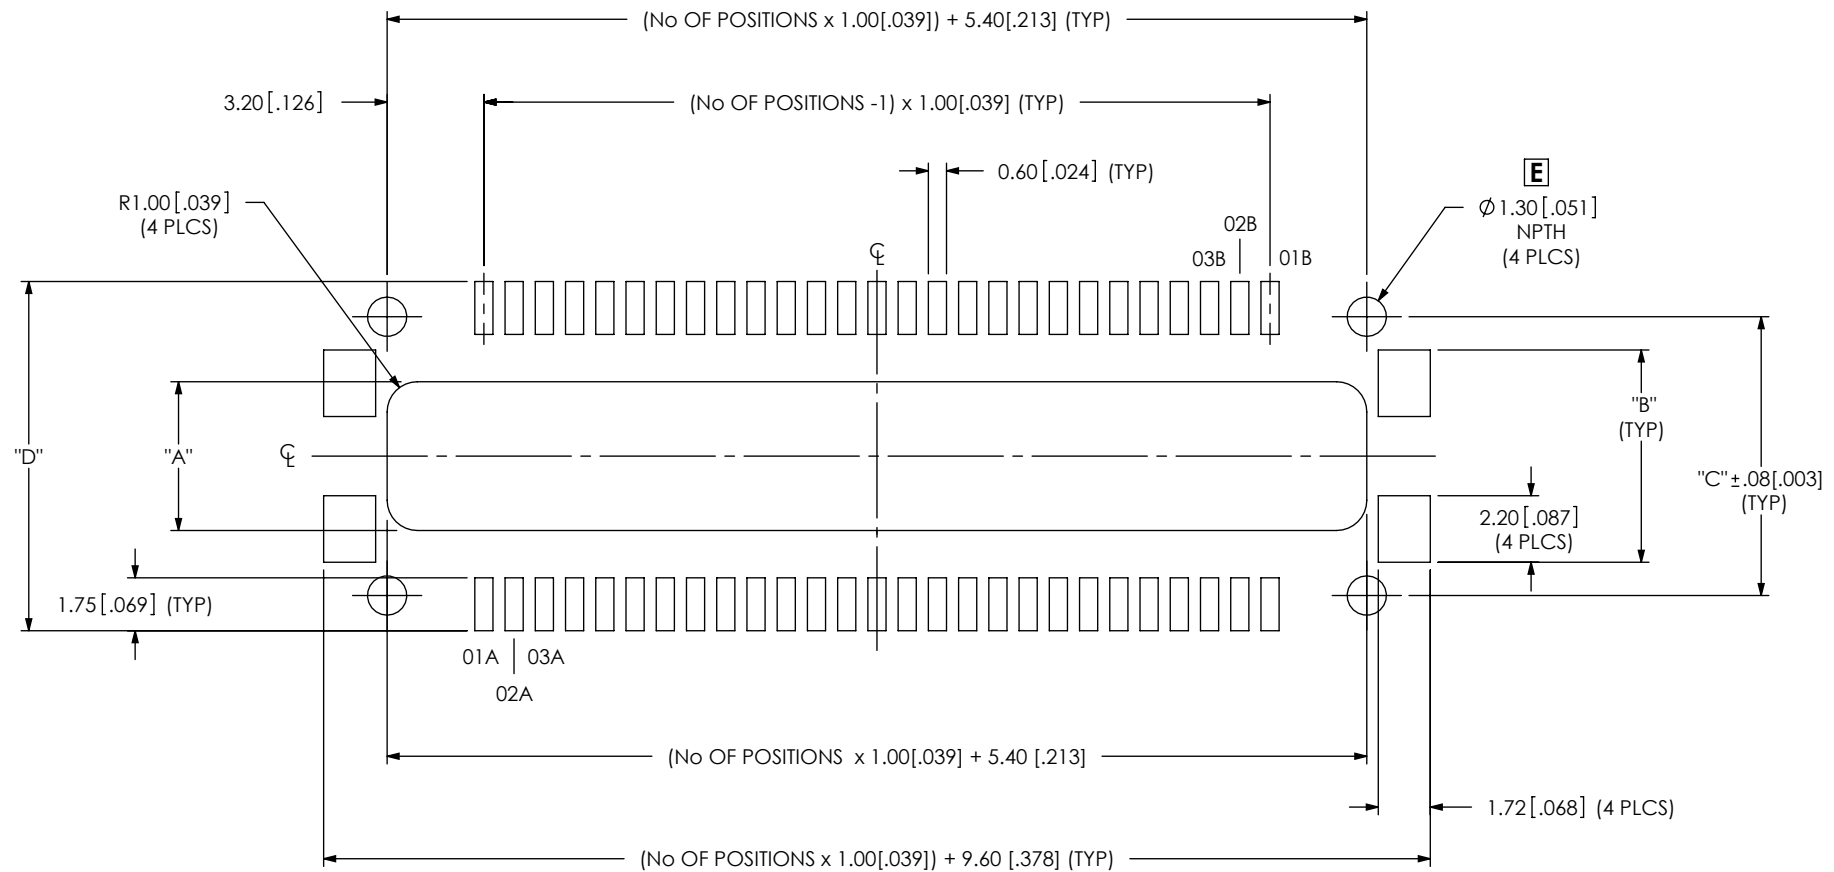 (No OF POSITIONS x 1.00[.039]) + 5.40[.213] (TYP)
3.20[.126]
(No OF POSITIONS -1) x 1.00[.039] (TYP)
0.60[.024] (TYP)
E
R1.00[.039]
(4 PLCS)
Ø1.30[.051]
NPTH
(4 PLCS)
02B
03B
01B
℄
"D"
"A"
℄
"B"
(TYP)
"C"±.08[.003]
(TYP)
2.20[.087]
(4 PLCS)
1.75[.069] (TYP)
01A
03A
02A
(No OF POSITIONS x 1.00[.039] + 5.40 [.213]
1.72[.068] (4 PLCS)
(No OF POSITIONS x 1.00[.039]) + 9.60 [.378] (TYP)